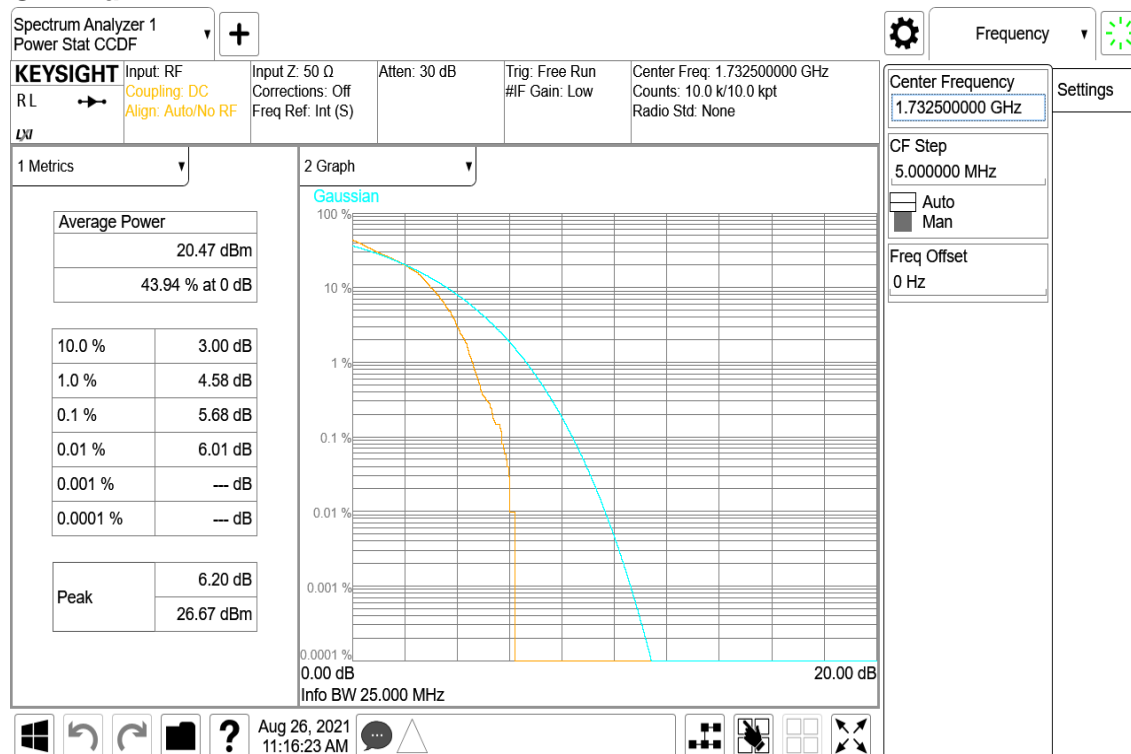 Spectrum Analyzer 1
Power Stat CCDF
Frequency
KEYSIGHT
RL
LXI
Input: RF
Coupling: DC
Align: Auto/No RF
Input Z: 50 Ω
Corrections: Off
Freq Ref: Int (S)
Atten: 30 dB
Trig: Free Run
#IF Gain: Low
Center Freq: 1.732500000 GHz
Counts: 10.0 k/10.0 kpt
Radio Std: None
Center Frequency
1.732500000 GHz
Settings
CF Step
5.000000 MHz
Auto
Man
Freq Offset
0 Hz
1 Metrics
Average Power
20.47 dBm
43.94 % at 0 dB
10.0 % 3.00 dB
1.0 % 4.58 dB
0.1 % 5.68 dB
0.01 % 6.01 dB
0.001 % --- dB
0.0001 % --- dB
Peak
6.20 dB
26.67 dBm
2 Graph
Gaussian
100 %
10 %
1 %
0.1 %
0.01 %
0.001 %
0.0001 %
0.00 dB 20.00 dB
Info BW 25.000 MHz
?
Aug 26, 2021
11:16:23 AM